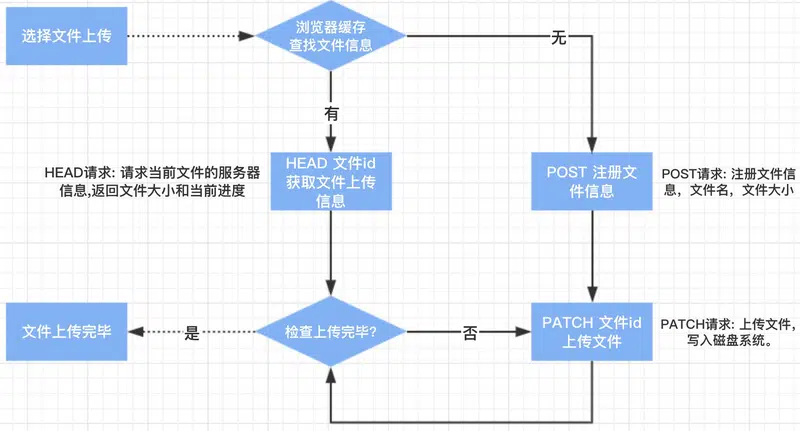 选择文件上传
浏览器缓存
查找文件信息
无
有
HEAD请求: 请求当前文件的服务器
信息,返回文件大小和当前进度
HEAD 文件id
获取文件上传
信息
POST 注册文
件信息
POST请求: 注册文件信
息，文件名，文件大小
文件上传完毕
是
检查上传完毕?
否
PATCH 文件id
上传文件
PATCH请求: 上传文件，
写入磁盘系统。